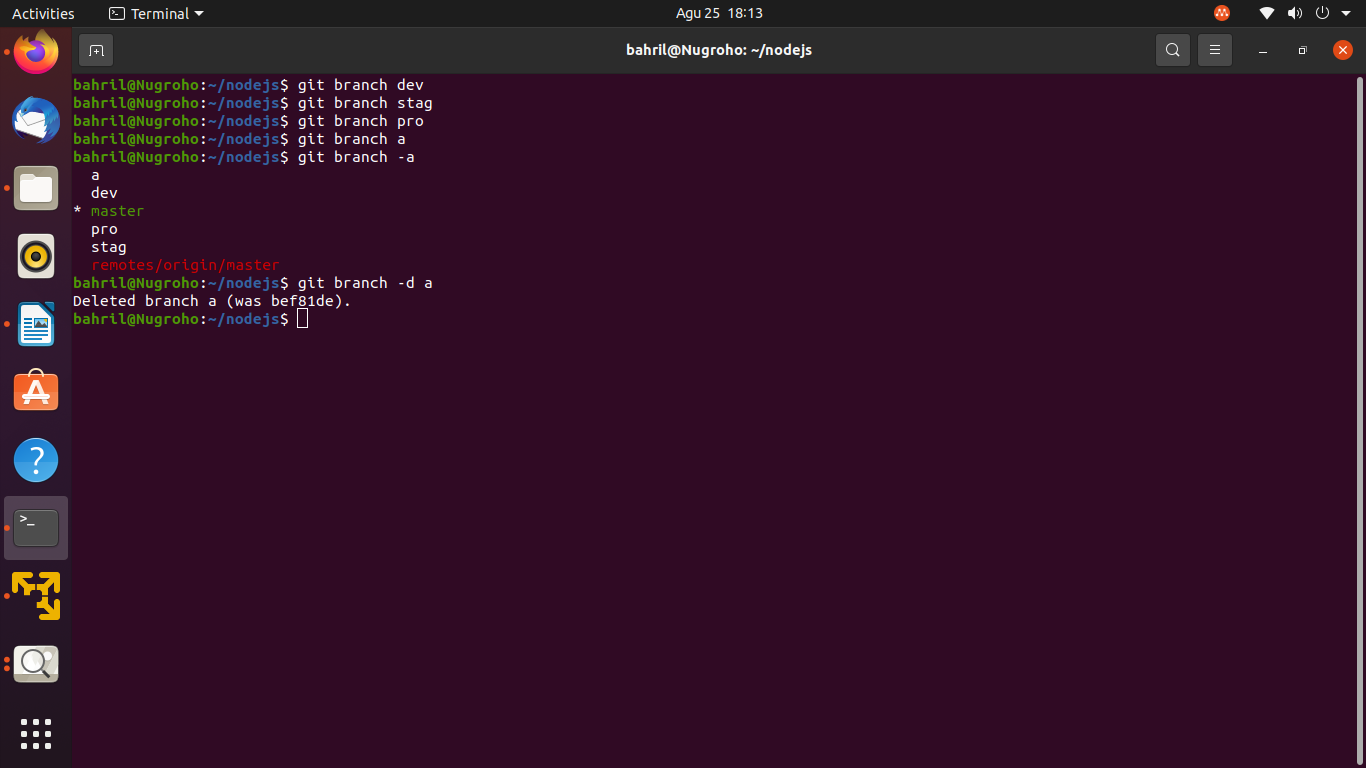 Activities Terminal Agu 25 18:13
bahril@Nugroho: ~/nodejs
bahril@Nugroho:~/nodejs$ git branch dev
bahril@Nugroho:~/nodejs$ git branch stag
bahril@Nugroho:~/nodejs$ git branch pro
bahril@Nugroho:~/nodejs$ git branch a
bahril@Nugroho:~/nodejs$ git branch -a
  a
  dev
* master
  pro
  stag
  remotes/origin/master
bahril@Nugroho:~/nodejs$ git branch -d a
Deleted branch a (was bef81de).
bahril@Nugroho:~/nodejs$